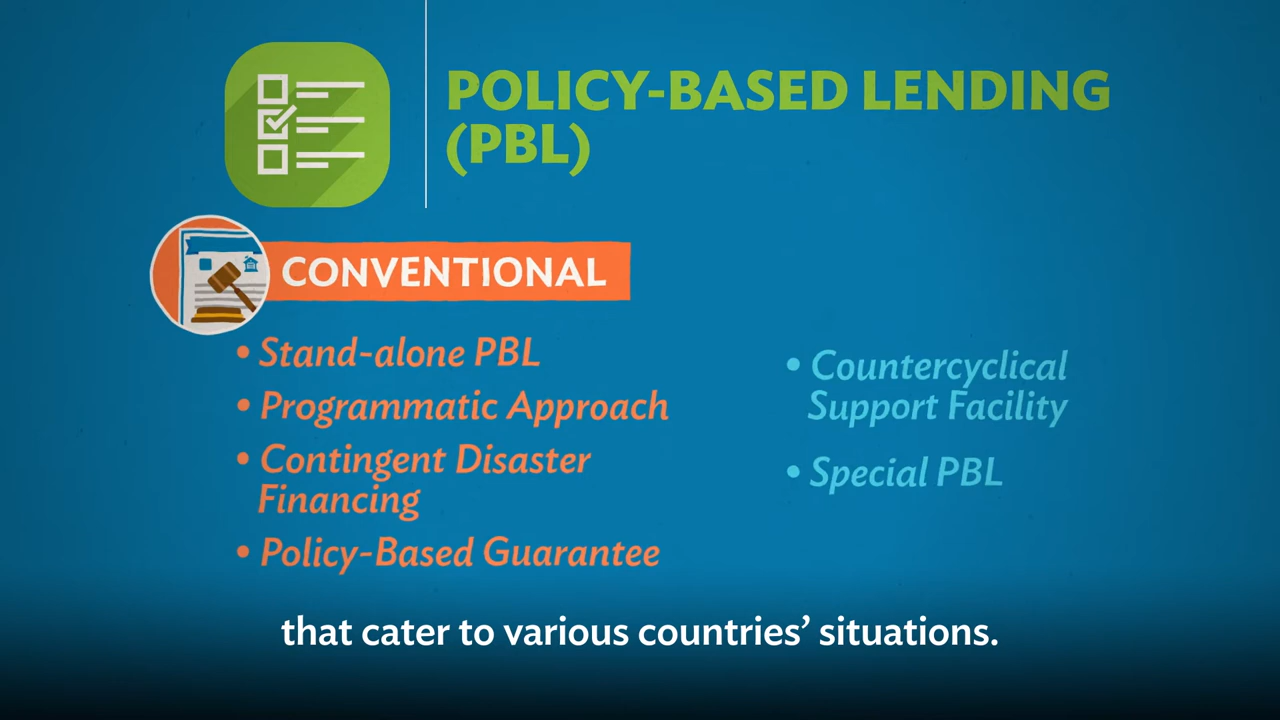 POLICY-BASED LENDING
(PBL)
CONVENTIONAL
• Stand-alone PBL
• Programmatic Approach
• Contingent Disaster
Financing
• Policy-Based Guarantee
• Countercyclical
Support Facility
• Special PBL
that cater to various countries’ situations.